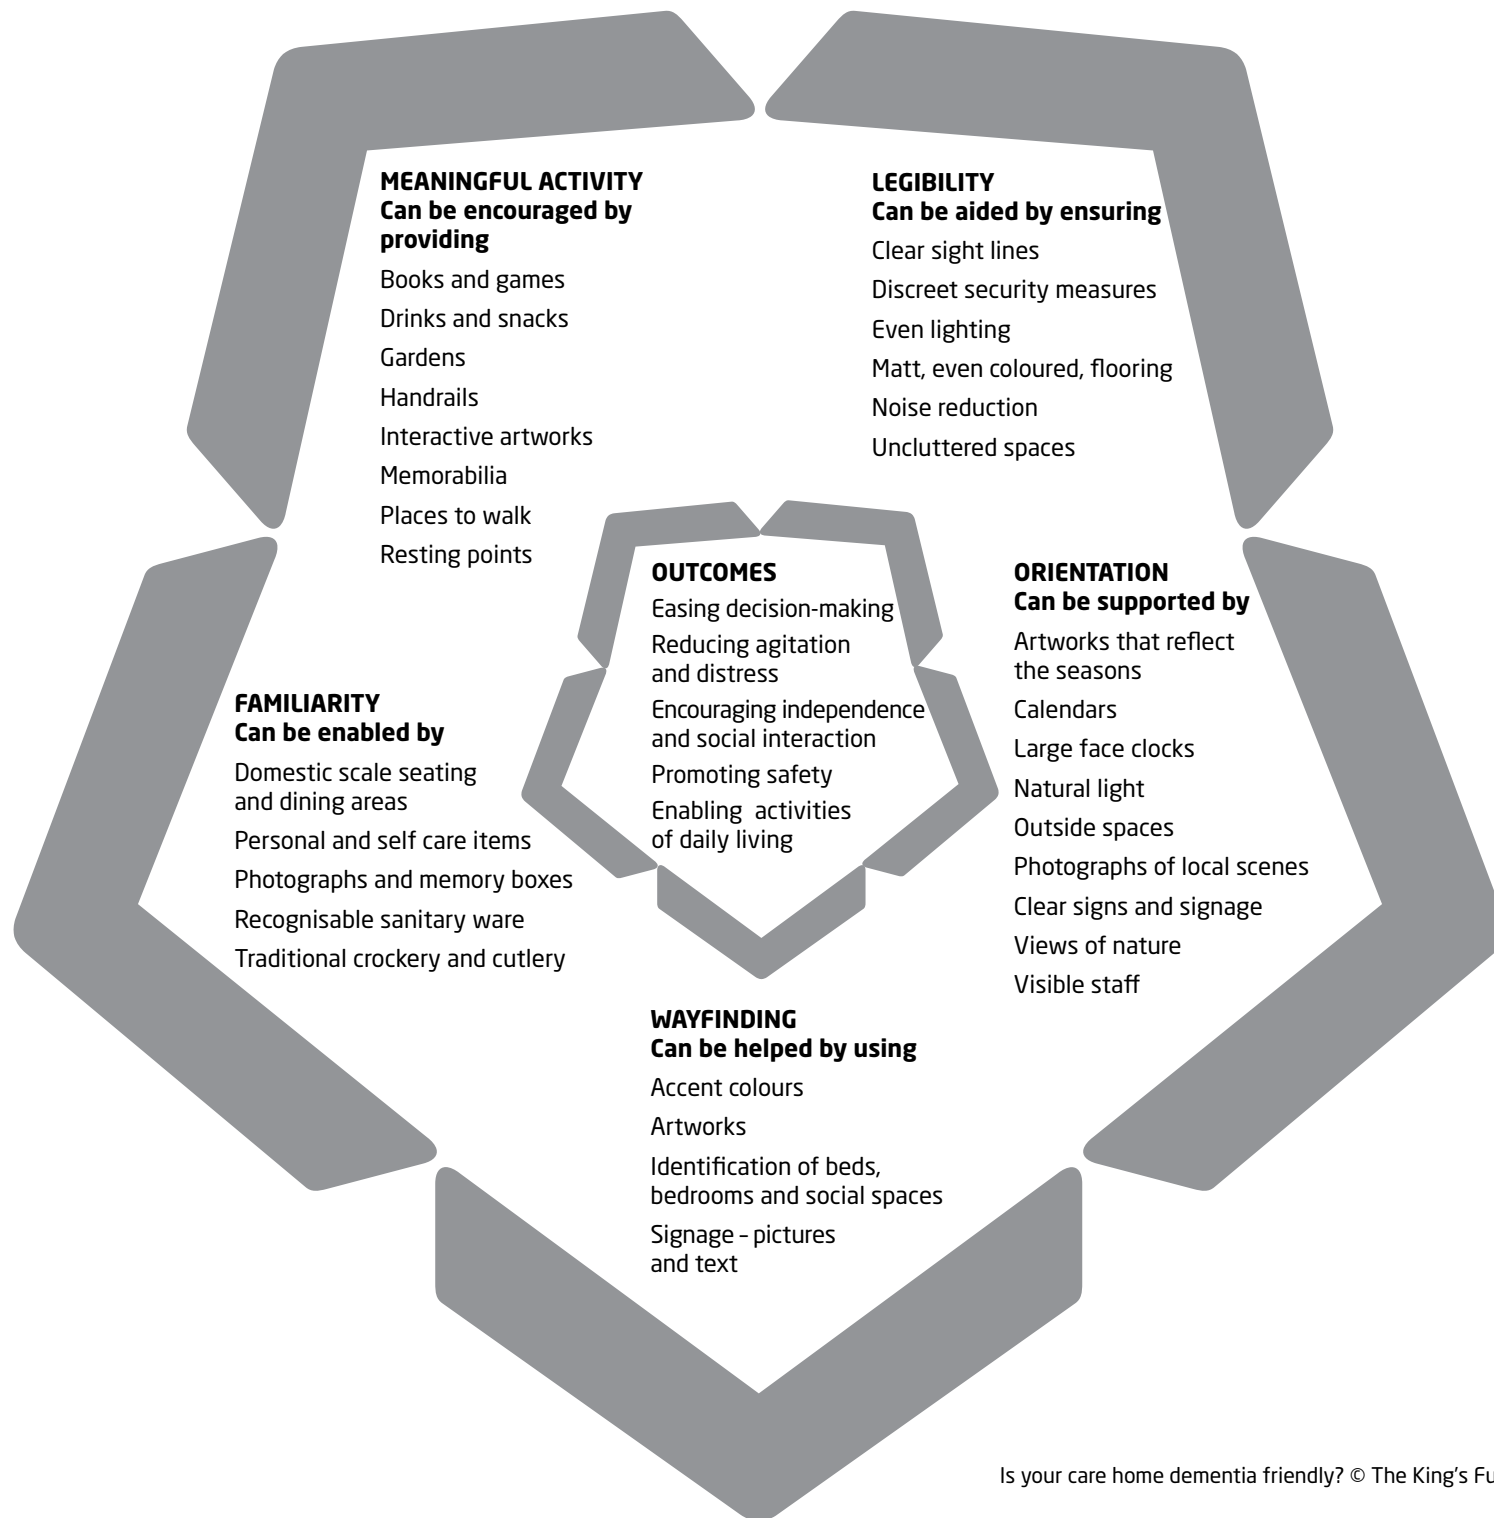 MEANINGFUL ACTIVITY
Can be encouraged by
providing
Books and games
Drinks and snacks
Gardens
Handrails
Interactive artworks
Memorabilia
Places to walk
Resting points
LEGIBILITY
Can be aided by ensuring
Clear sight lines
Discreet security measures
Even lighting
Matt, even coloured, flooring
Noise reduction
Uncluttered spaces
OUTCOMES
Easing decision-making
Reducing agitation
and distress
Encouraging independence
and social interaction
Promoting safety
Enabling activities
of daily living
ORIENTATION
Can be supported by
Artworks that reflect
the seasons
Calendars
Large face clocks
Natural light
Outside spaces
Photographs of local scenes
Clear signs and signage
Views of nature
Visible staff
FAMILIARITY
Can be enabled by
Domestic scale seating
and dining areas
Personal and self care items
Photographs and memory boxes
Recognisable sanitary ware
Traditional crockery and cutlery
WAYFINDING
Can be helped by using
Accent colours
Artworks
Identification of beds,
bedrooms and social spaces
Signage – pictures
and text
Is your care home dementia friendly? © The King's